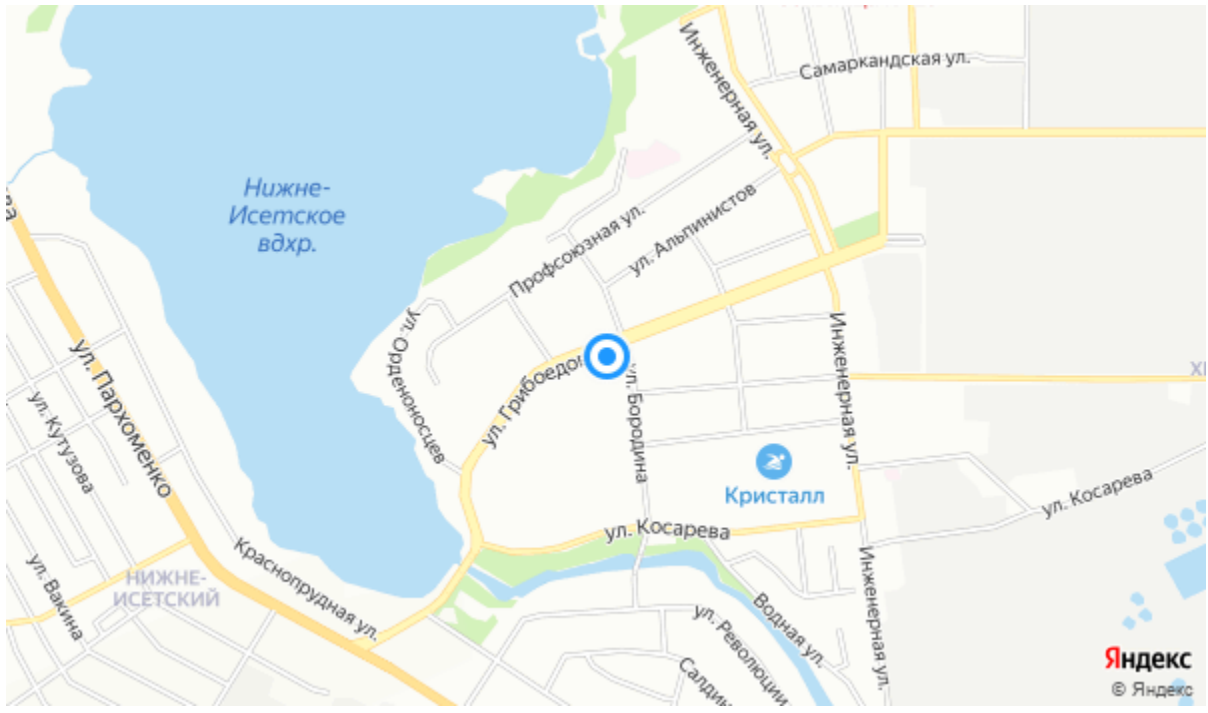 Инженерная ул.
Самаркандская ул.
Нижне-
Исетское
вдхр.
Профсоюзная ул.
ул. Альпинистов
ул. Орденоносцев
ул. Пархоменко
ул. Кутузова
ул. Грибоедо
ул. Бородина
Инженерная ул.
Кристалл
ул. Косарева
ул. Косарева
Краснопрудная ул.
НИЖНЕ-
ИСЕТСКИЙ
ул. Вакина
Водная ул.
Инженерная ул.
ул. Революции
Салди
Яндекс
© Яндекс